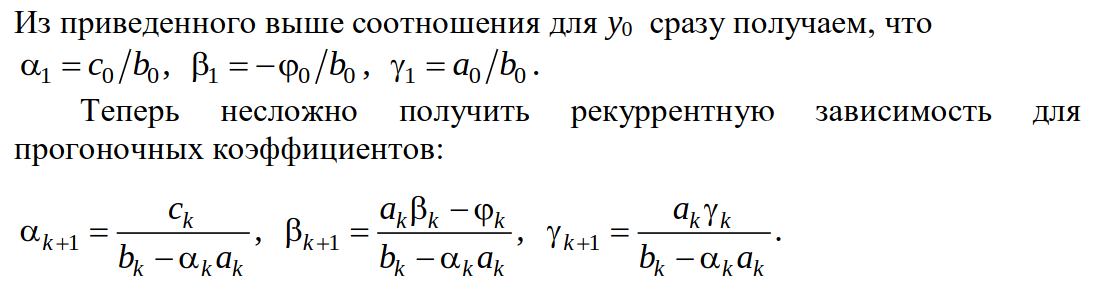 Из приведенного выше соотношения для y₀ сразу получаем, что
α₁ = c₀/b₀, β₁ = −φ₀/b₀, γ₁ = a₀/b₀.
Теперь несложно получить рекуррентную зависимость для
прогоночных коэффициентов:
αₖ₊₁ = cₖ / (bₖ − αₖaₖ), βₖ₊₁ = (aₖβₖ − φₖ) / (bₖ − αₖaₖ), γₖ₊₁ = aₖγₖ / (bₖ − αₖaₖ).